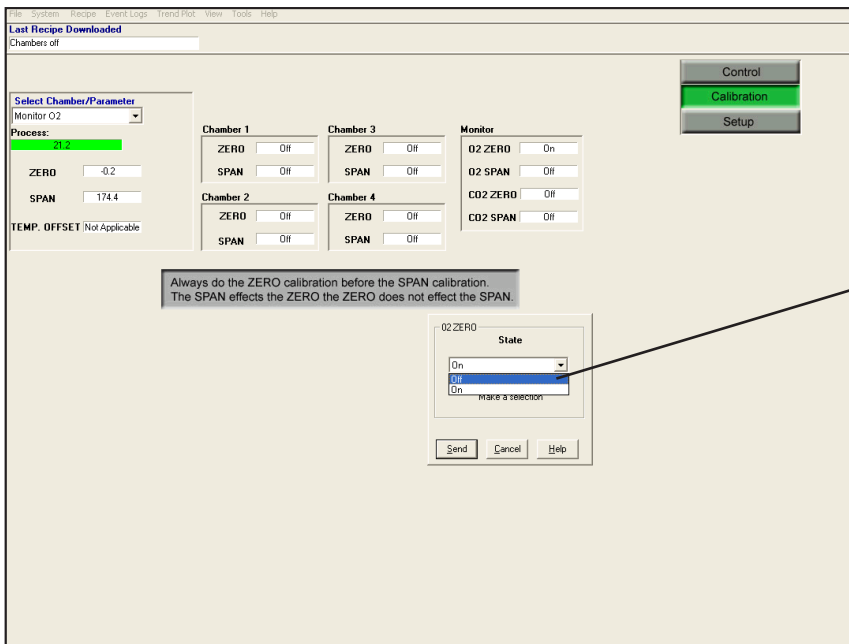 File System Recipe Event Logs Trend Plot View Tools Help
Last Recipe Downloaded
Chambers off
Control
Calibration
Setup
Select Chamber/Parameter
Monitor O2
Process:
21.2
ZERO -0.2
SPAN 174.4
TEMP. OFFSET Not Applicable
Chamber 1
ZERO Off
SPAN Off
Chamber 2
ZERO Off
SPAN Off
Chamber 3
ZERO Off
SPAN Off
Chamber 4
ZERO Off
SPAN Off
Monitor
O2 ZERO On
O2 SPAN Off
CO2 ZERO Off
CO2 SPAN Off
Always do the ZERO calibration before the SPAN calibration.
The SPAN effects the ZERO the ZERO does not effect the SPAN.
O2 ZERO
State
On
Off
On
Make a selection
Send Cancel Help